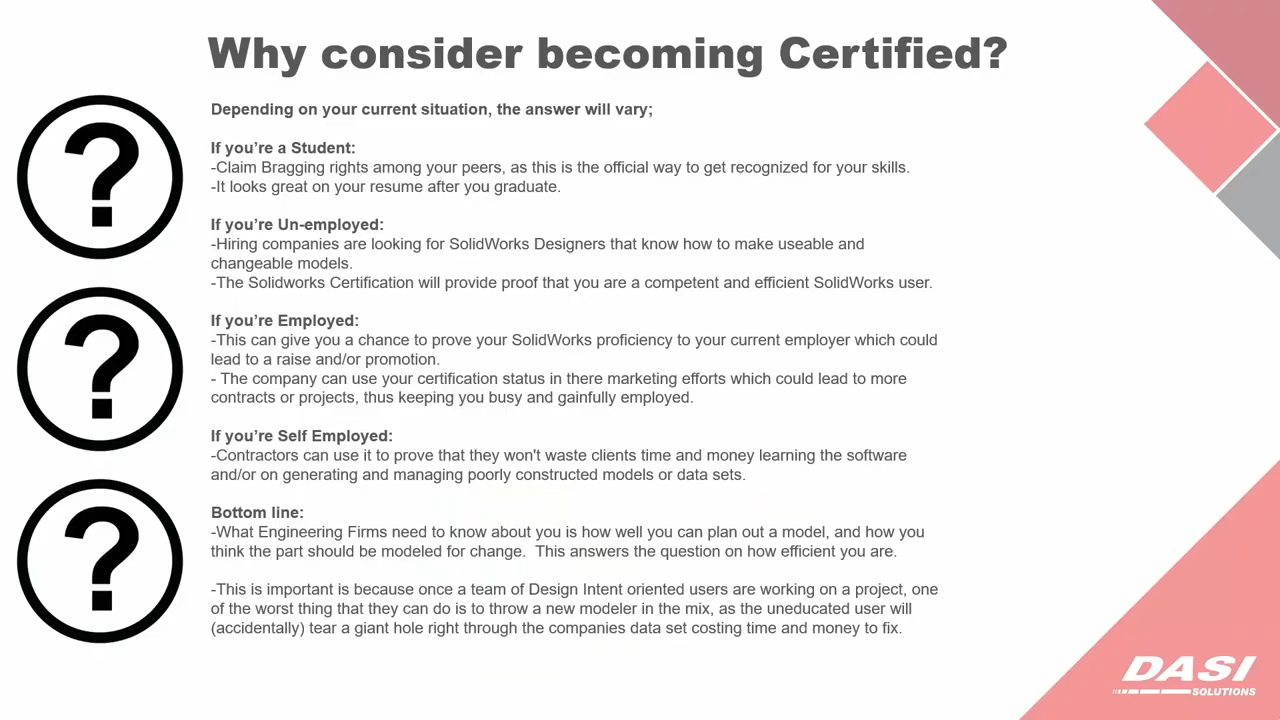 Why consider becoming Certified?
Depending on your current situation, the answer will vary;
If you’re a Student:
-Claim Bragging rights among your peers, as this is the official way to get recognized for your skills.
-It looks great on your resume after you graduate.
If you’re Un-employed:
-Hiring companies are looking for SolidWorks Designers that know how to make useable and
changeable models.
-The Solidworks Certification will provide proof that you are a competent and efficient SolidWorks user.
If you’re Employed:
-This can give you a chance to prove your SolidWorks proficiency to your current employer which could
lead to a raise and/or promotion.
- The company can use your certification status in there marketing efforts which could lead to more
contracts or projects, thus keeping you busy and gainfully employed.
If you’re Self Employed:
-Contractors can use it to prove that they won't waste clients time and money learning the software
and/or on generating and managing poorly constructed models or data sets.
Bottom line:
-What Engineering Firms need to know about you is how well you can plan out a model, and how you
think the part should be modeled for change.  This answers the question on how efficient you are.
-This is important is because once a team of Design Intent oriented users are working on a project, one
of the worst thing that they can do is to throw a new modeler in the mix, as the uneducated user will
(accidentally) tear a giant hole right through the companies data set costing time and money to fix.
DASI
SOLUTIONS